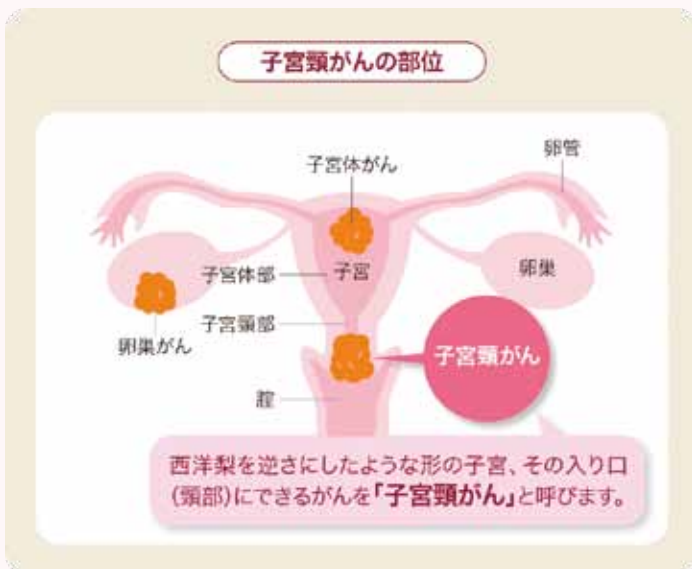 子宮頸がんの部位
卵管
子宮体がん
子宮体部
子宮
卵巣
子宮頸部
卵巣がん
子宮頸がん
腟
西洋梨を逆さにしたような形の子宮、その入り口
(頸部)にできるがんを「子宮頸がん」と呼びます。